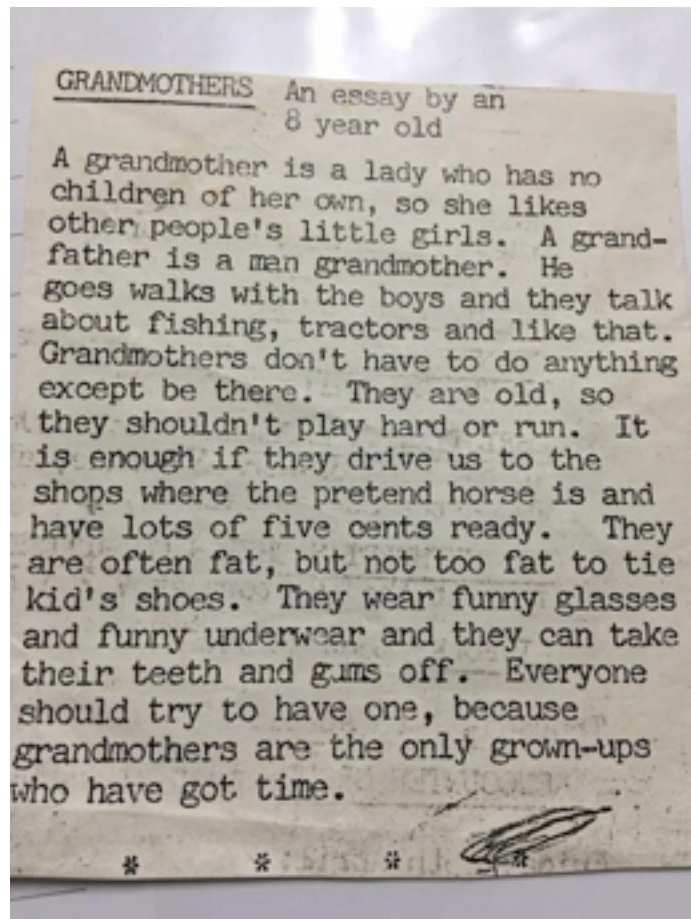 GRANDMOTHERS An essay by an
8 year old
A grandmother is a lady who has no
children of her own, so she likes
other people's little girls. A grand-
father is a man grandmother. He
goes walks with the boys and they talk
about fishing, tractors and like that.
Grandmothers don't have to do anything
except be there. They are old, so
they shouldn't play hard or run. It
is enough if they drive us to the
shops where the pretend horse is and
have lots of five cents ready. They
are often fat, but not too fat to tie
kid's shoes. They wear funny glasses
and funny underwear and they can take
their teeth and gums off. Everyone
should try to have one, because
grandmothers are the only grown-ups
who have got time.
* * * *